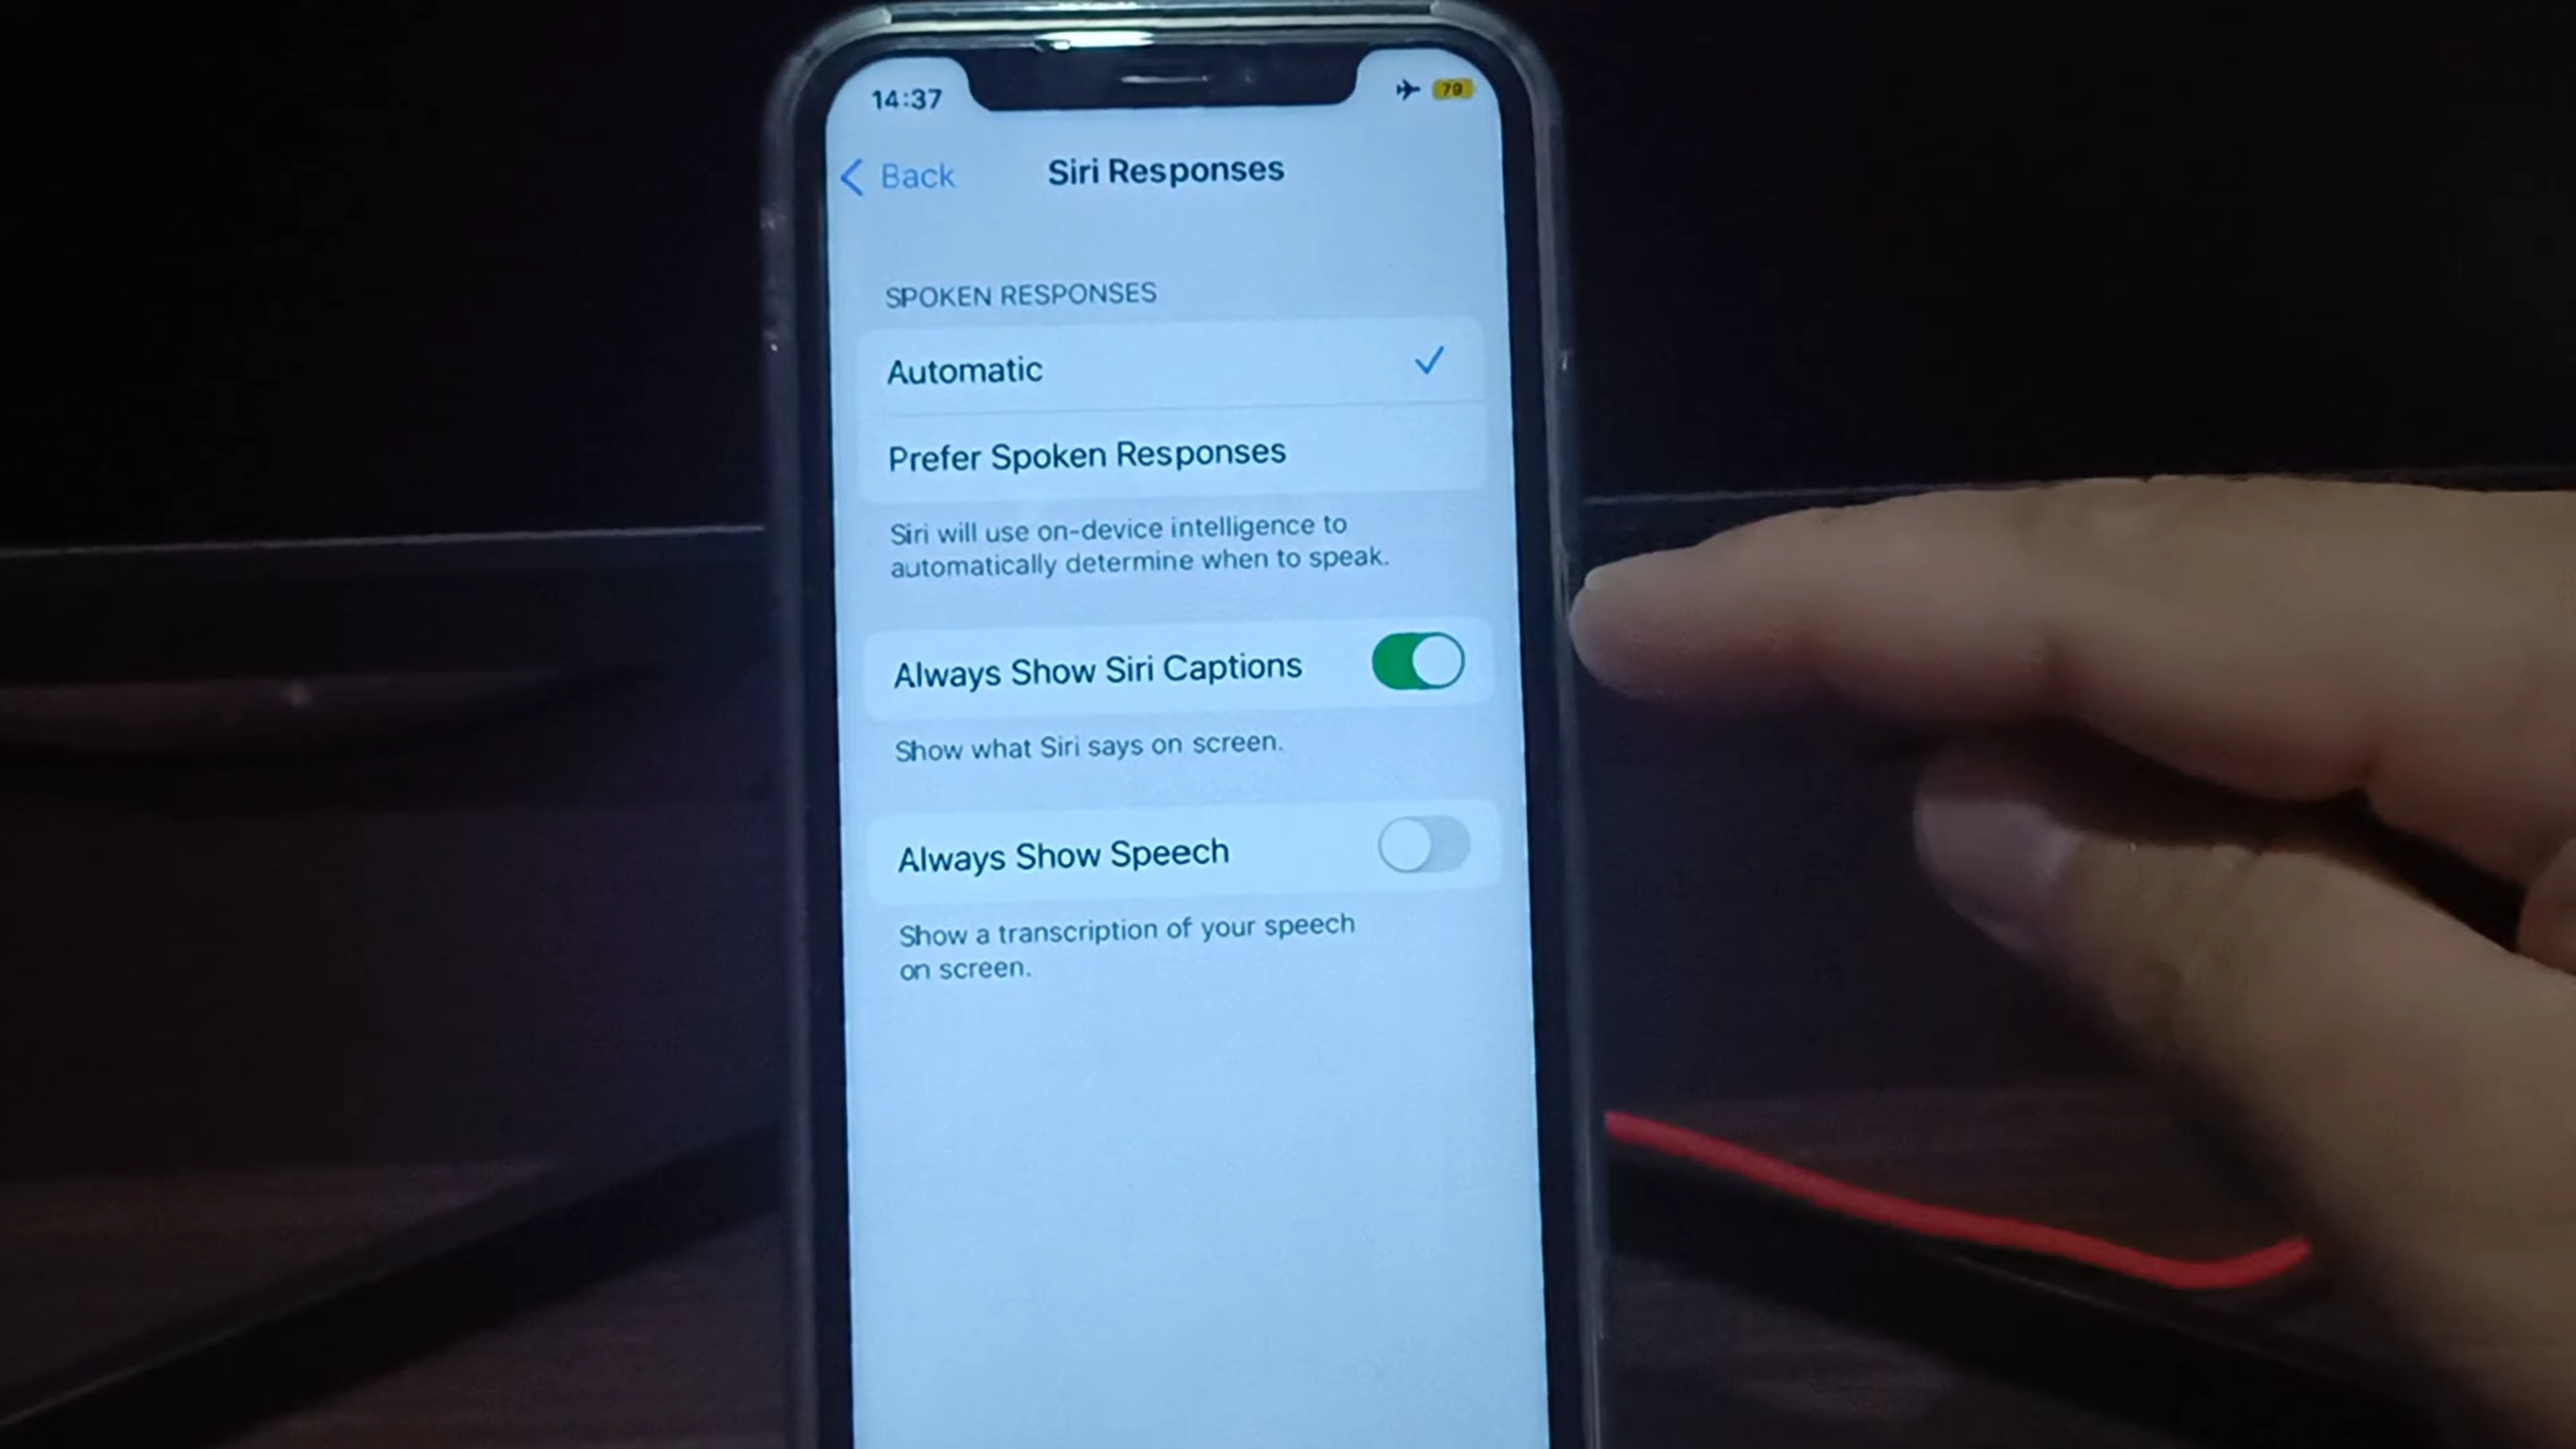 14:37
79
Back
Siri Responses
SPOKEN RESPONSES
Automatic
Prefer Spoken Responses
Siri will use on-device intelligence to
automatically determine when to speak.
Always Show Siri Captions
Show what Siri says on screen.
Always Show Speech
Show a transcription of your speech
on screen.